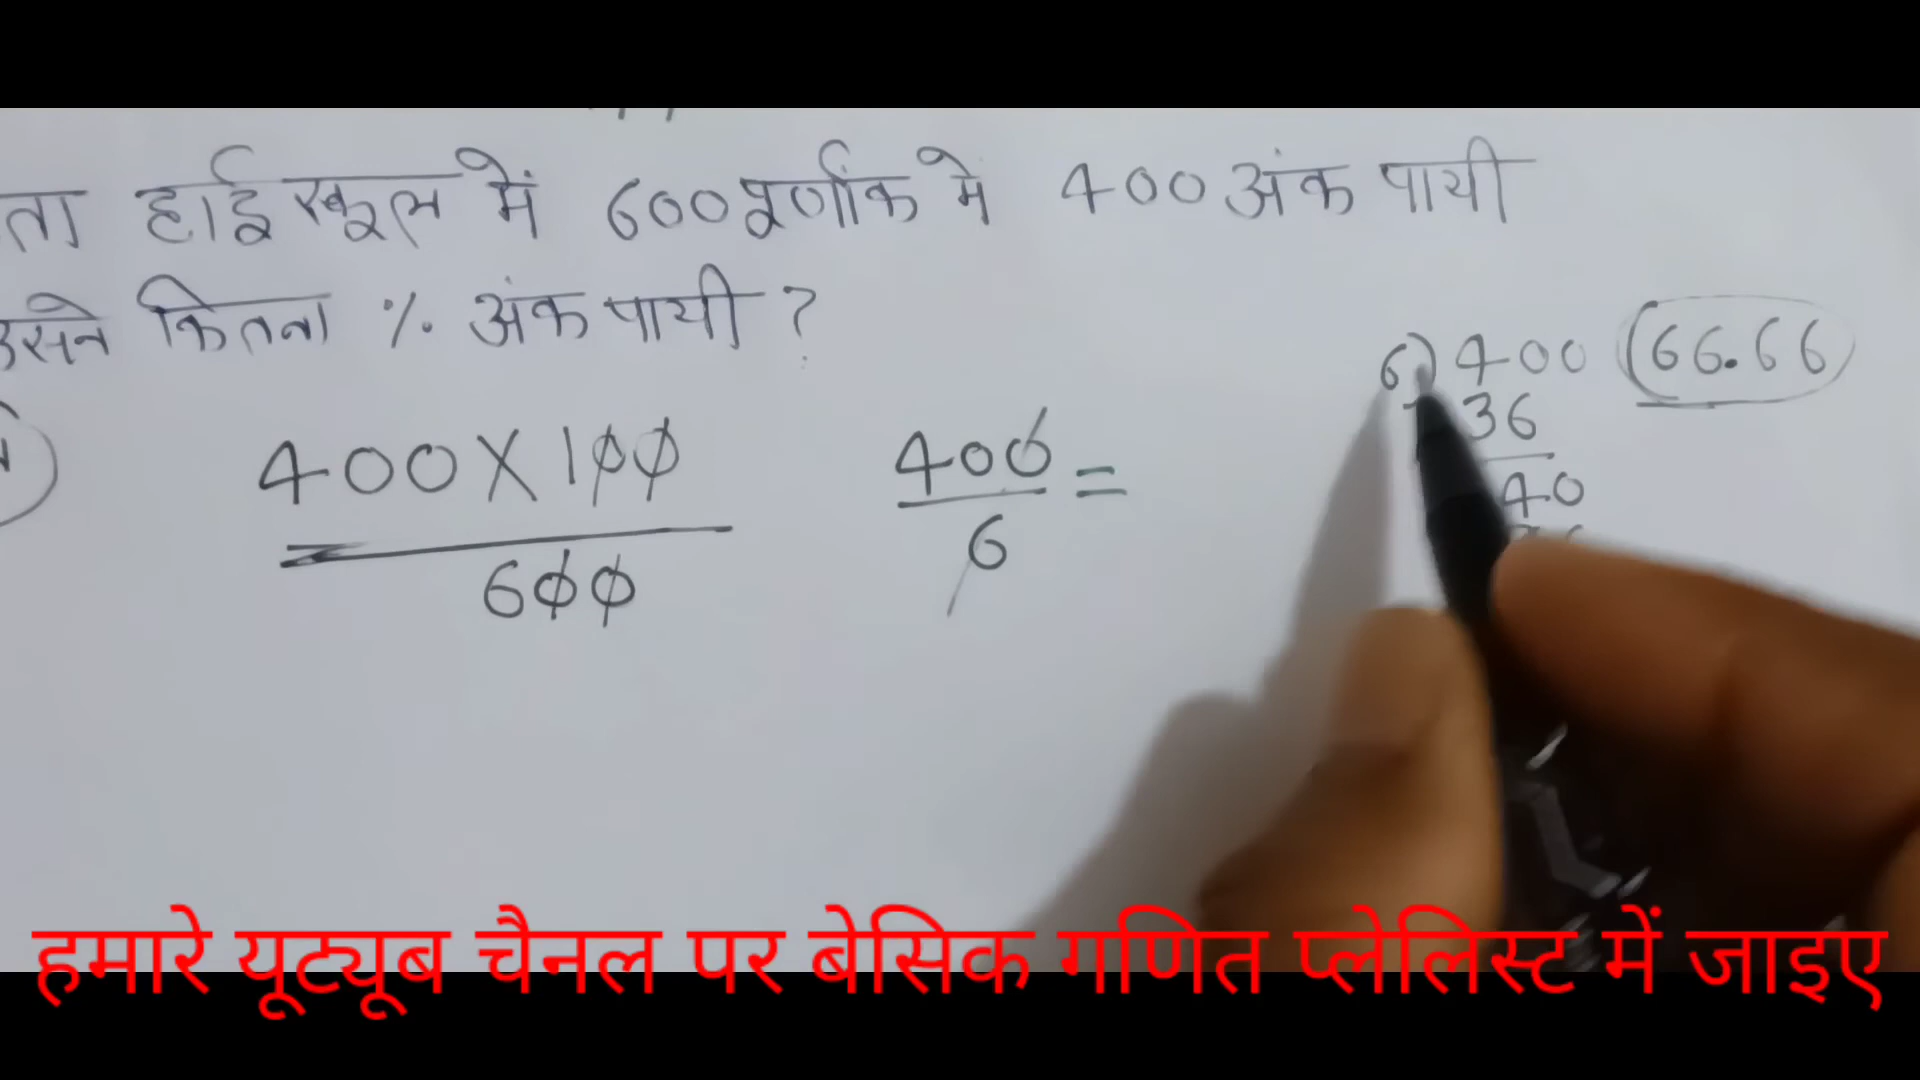 ता हाई स्कूल में 600 पूर्णांक मे 400 अंक पायी
उसने कितना % अंक पायी ?
400 X 100
600
400 =
6
6) 400 (66.66
36
40
हमारे यूट्यूब चैनल पर बेसिक गणित प्लेलिस्ट में जाइए